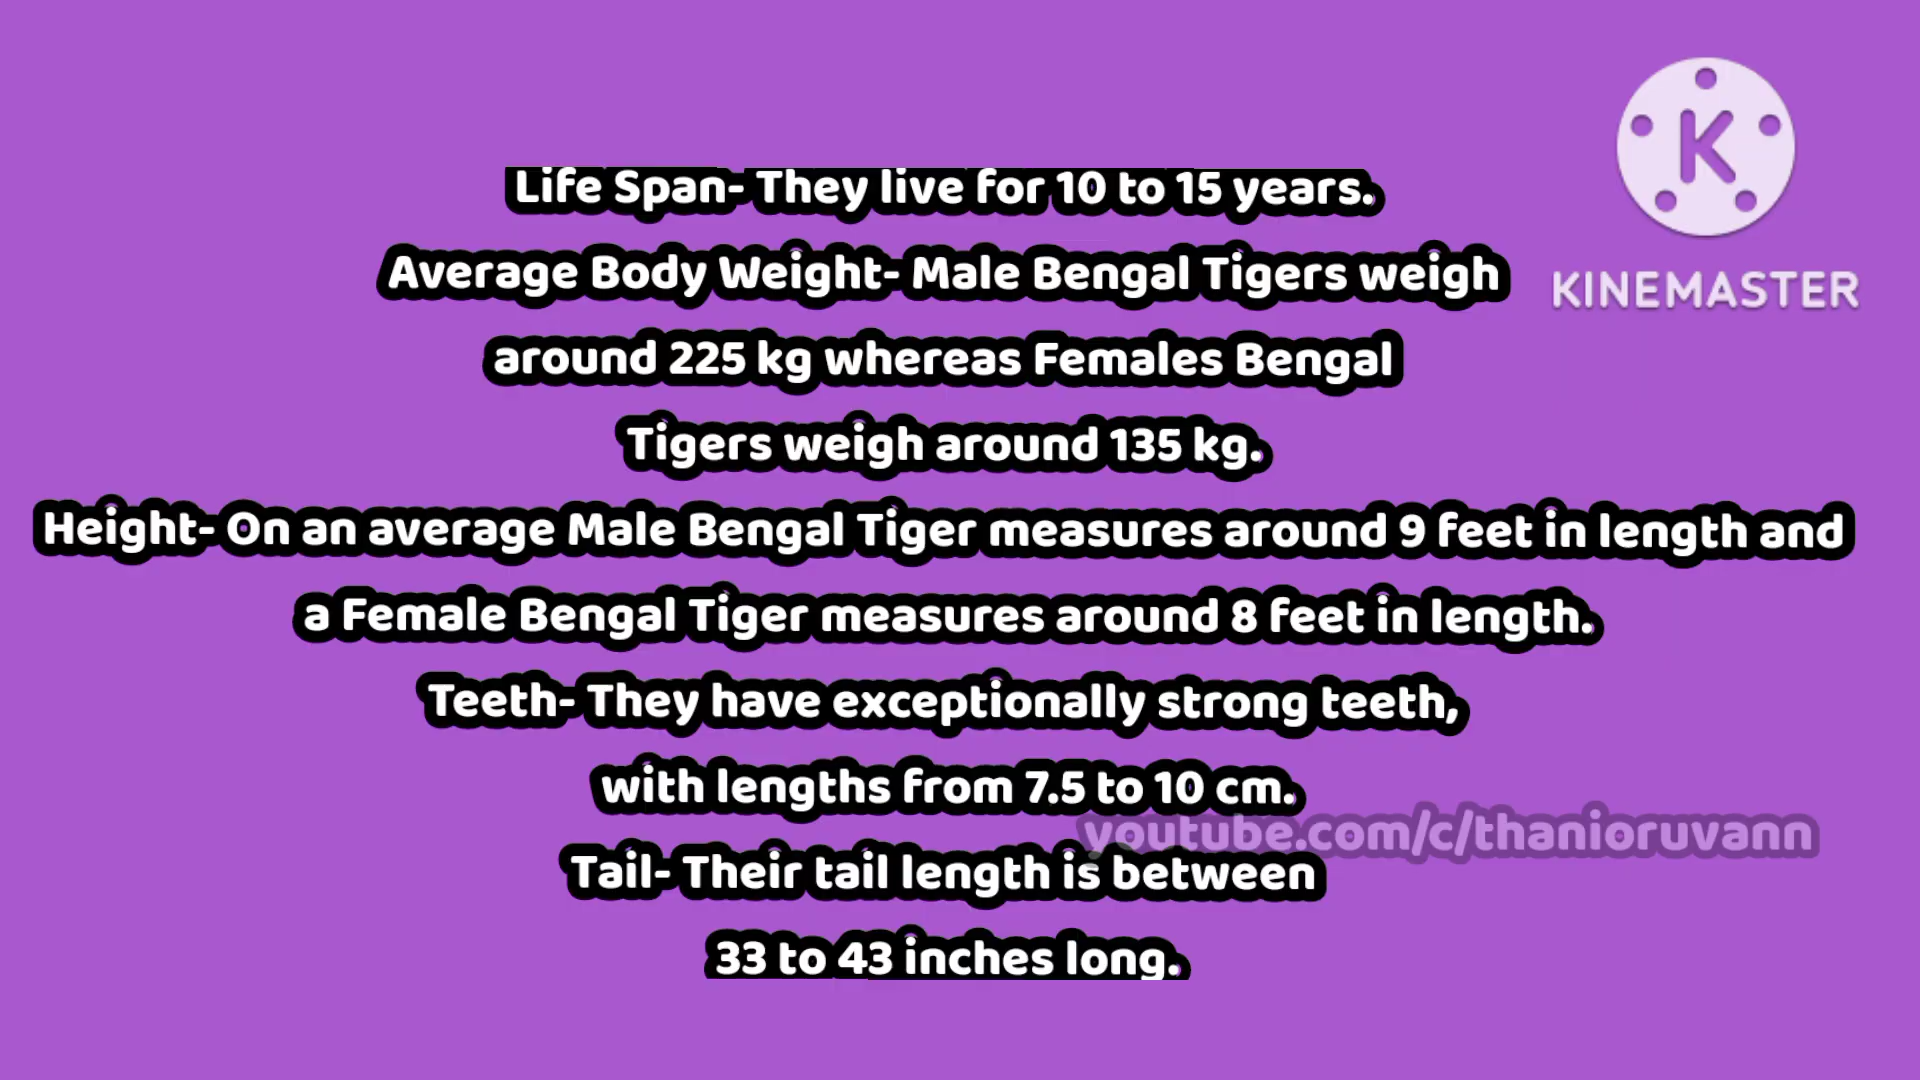 Life Span- They live for 10 to 15 years.
Average Body Weight- Male Bengal Tigers weigh
around 225 kg whereas Females Bengal
Tigers weigh around 135 kg.
Height- On an average Male Bengal Tiger measures around 9 feet in length and
a Female Bengal Tiger measures around 8 feet in length.
Teeth- They have exceptionally strong teeth,
with lengths from 7.5 to 10 cm.
Tail- Their tail length is between
33 to 43 inches long.
K
KINEMASTER
youtube.com/c/thanioruvann